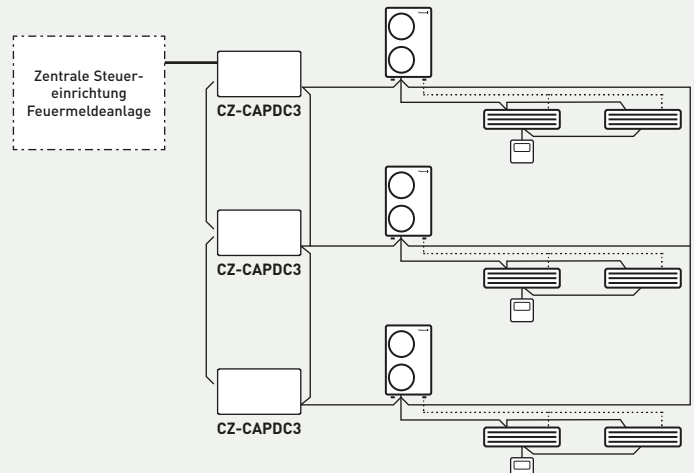 Zentrale Steuer-
einrichtung
Feuermeldeanlage
CZ-CAPDC3
CZ-CAPDC3
CZ-CAPDC3